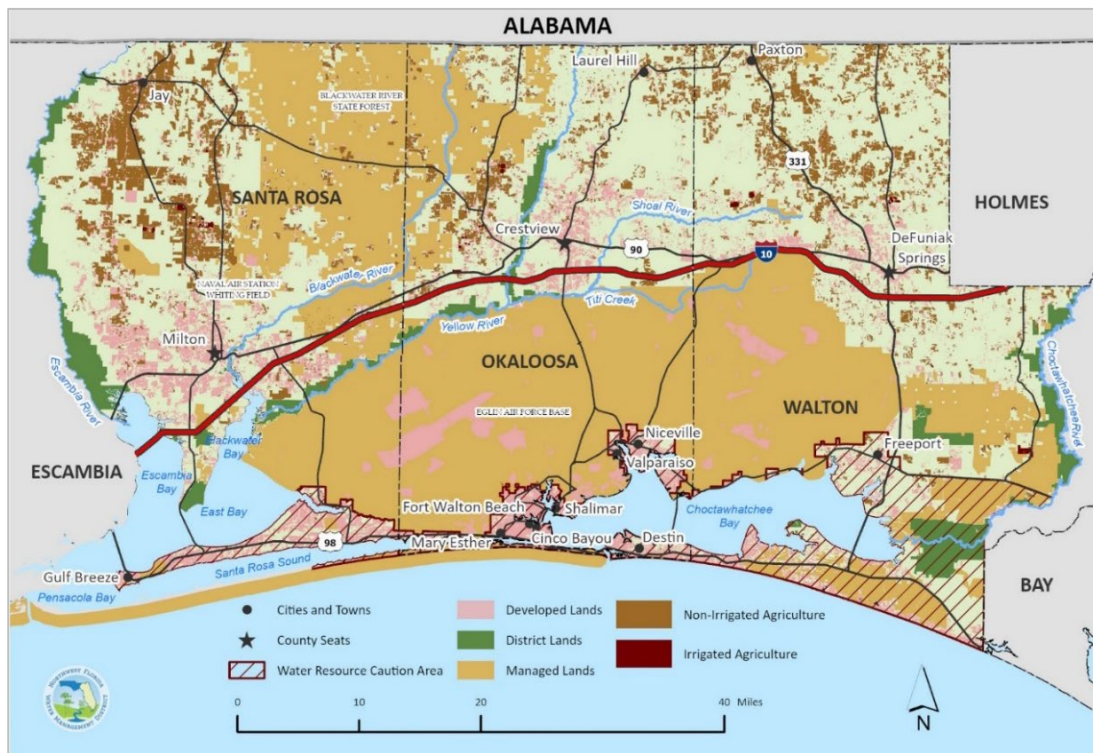 ALABAMA
Paxton
Laurel Hill
Jay
BLACKWATER RIVER
STATE FOREST
331
SANTA ROSA
HOLMES
Shoal River
Crestview
90
10
DeFuniak
Springs
Blackwater River
NAVAL AIR STATION
WHITING FIELD
Titi Creek
Yellow River
Milton
OKALOOSA
Escambia River
Choctawhatchee River
EGLIN AIR FORCE BASE
WALTON
Niceville
Freeport
Blackwater
Bay
Valparaiso
ESCAMBIA
Escambia
Bay
East Bay
Fort Walton Beach
Shalimar
Choctawhatchee
Bay
98
Mary Esther
Cinco Bayou
Destin
Santa Rosa Sound
Gulf Breeze
BAY
Pensacola Bay
Cities and Towns
Developed Lands
Non-Irrigated Agriculture
County Seats
District Lands
Irrigated Agriculture
Water Resource Caution Area
Managed Lands
NORTHWEST FLORIDA
WATER MANAGEMENT DISTRICT
0
20
40
Miles
N